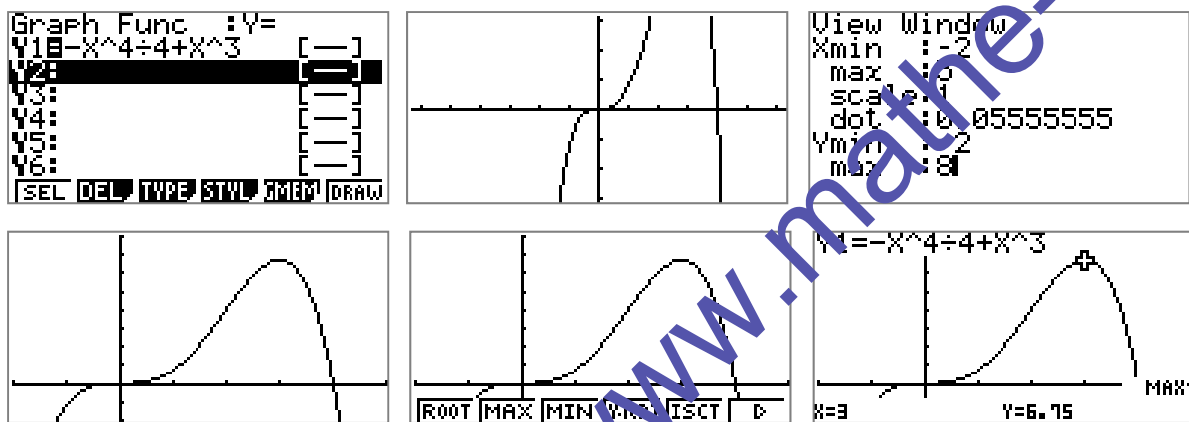 Graph Func :Y=
Y1=-X^4÷4+X^3 [—]
Y2: [—]
Y3: [—]
Y4: [—]
Y5: [—]
Y6: [—]
SEL DEL TYPE STYL GMEM DRAW
View Window
Xmin :-2
max
scale:1
dot :0.05555555
Ymin
max :8
ROOT MAX MIN ISCT ▷
Y1=-X^4÷4+X^3
MAX
X=3 Y=6.75
www.mathe-